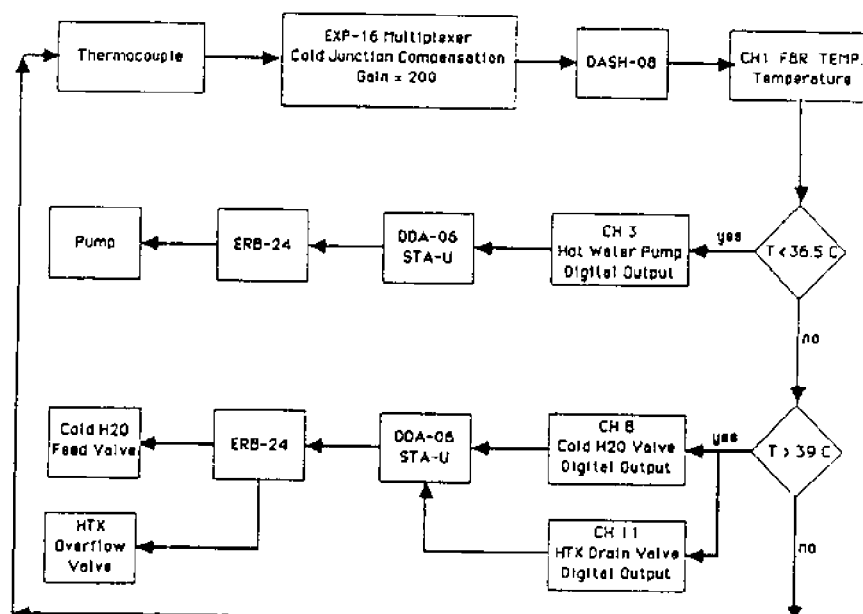 Thermocouple
EXP-16 Multiplexer
Cold Junction Compensation
Gain = 200
DASH-08
CH1 FBR TEMP.
Temperature
Pump
ERB-24
DDA-06
STA-U
CH 3
Hot Water Pump
Digital Output
yes
T < 36.5 C
no
Cold H2O
Feed Valve
ERB-24
DDA-06
STA-U
CH 8
Cold H2O Valve
Digital Output
yes
T > 39 C
HTX
Overflow
Valve
CH 11
HTX Drain Valve
Digital Output
no